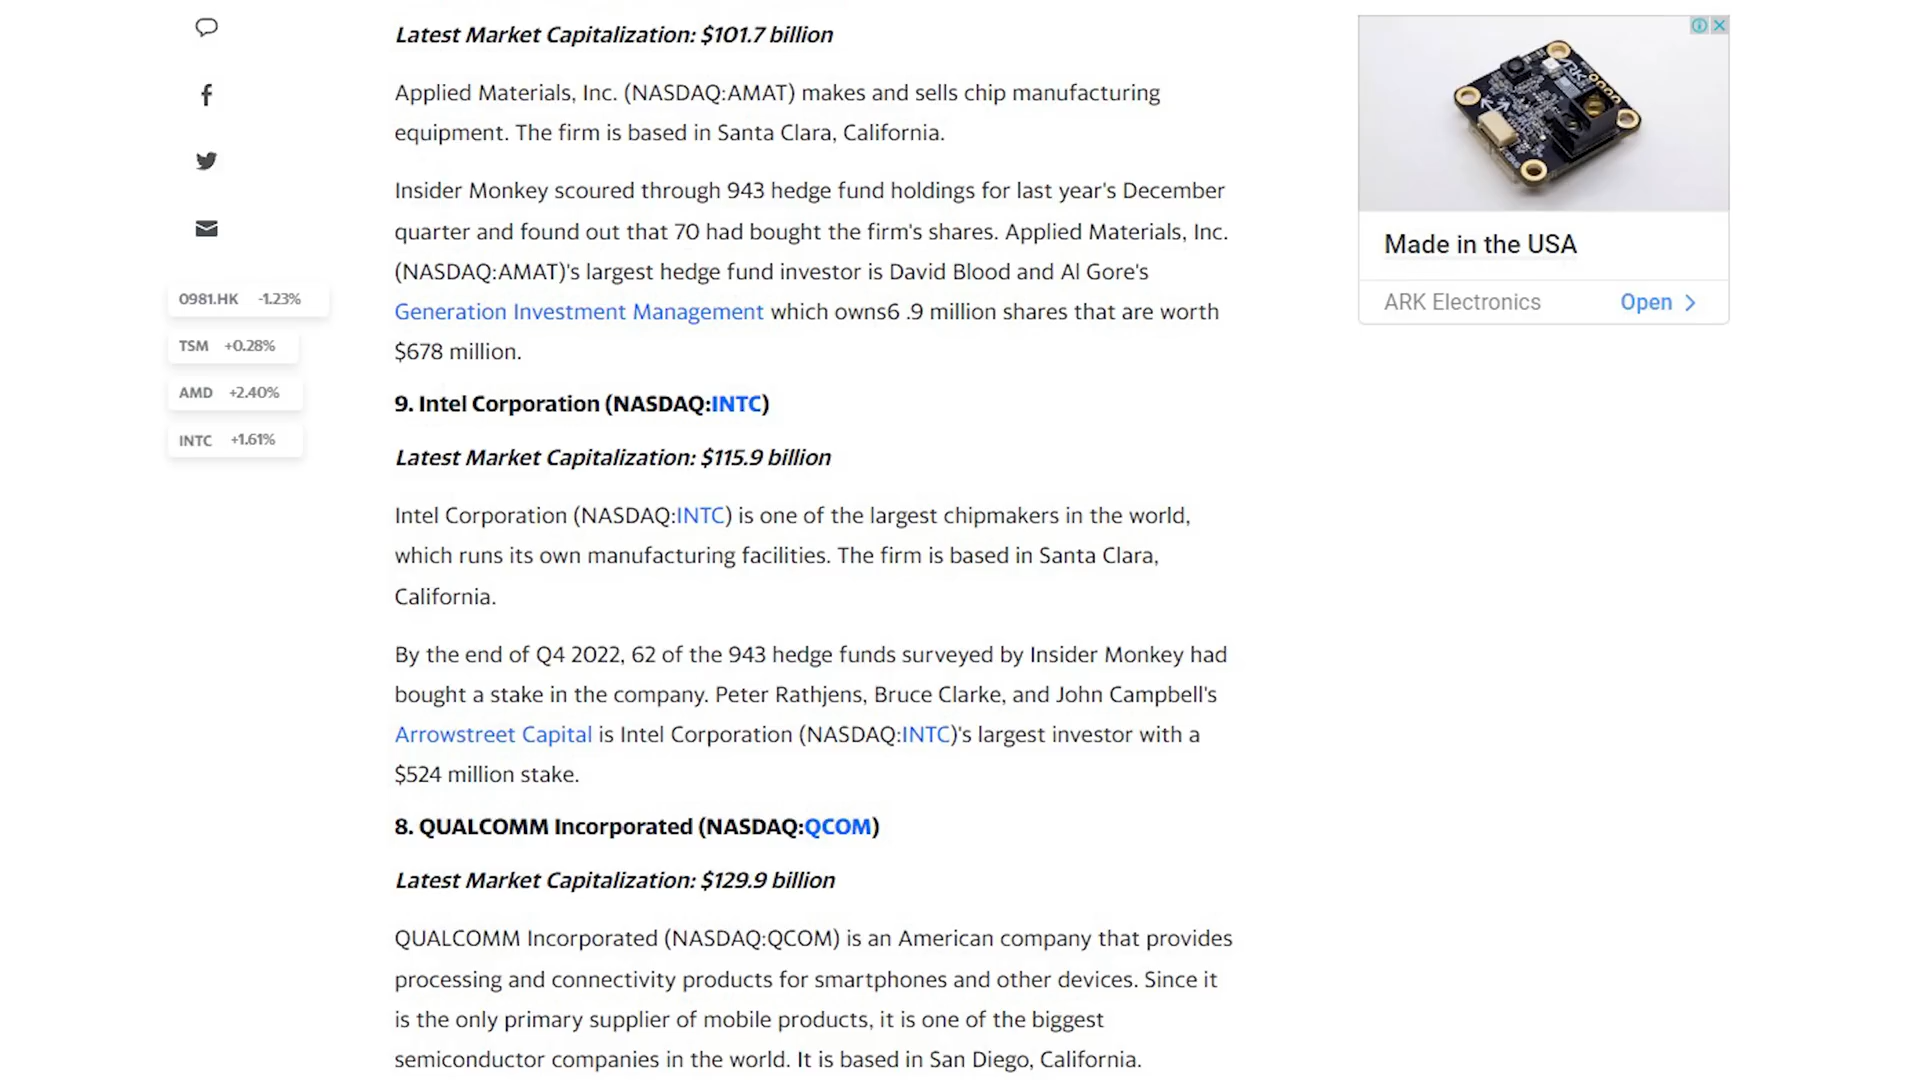 Latest Market Capitalization: $101.7 billion
Applied Materials, Inc. (NASDAQ:AMAT) makes and sells chip manufacturing
equipment. The firm is based in Santa Clara, California.
Insider Monkey scoured through 943 hedge fund holdings for last year's December
quarter and found out that 70 had bought the firm's shares. Applied Materials, Inc.
(NASDAQ:AMAT)'s largest hedge fund investor is David Blood and Al Gore's
Generation Investment Management which owns6 .9 million shares that are worth
$678 million.
9. Intel Corporation (NASDAQ:INTC)
Latest Market Capitalization: $115.9 billion
Intel Corporation (NASDAQ:INTC) is one of the largest chipmakers in the world,
which runs its own manufacturing facilities. The firm is based in Santa Clara,
California.
By the end of Q4 2022, 62 of the 943 hedge funds surveyed by Insider Monkey had
bought a stake in the company. Peter Rathjens, Bruce Clarke, and John Campbell's
Arrowstreet Capital is Intel Corporation (NASDAQ:INTC)'s largest investor with a
$524 million stake.
8. QUALCOMM Incorporated (NASDAQ:QCOM)
Latest Market Capitalization: $129.9 billion
QUALCOMM Incorporated (NASDAQ:QCOM) is an American company that provides
processing and connectivity products for smartphones and other devices. Since it
is the only primary supplier of mobile products, it is one of the biggest
semiconductor companies in the world. It is based in San Diego, California.
0981.HK -1.23%
TSM +0.28%
AMD +2.40%
INTC +1.61%
ARK
Made in the USA
ARK Electronics Open